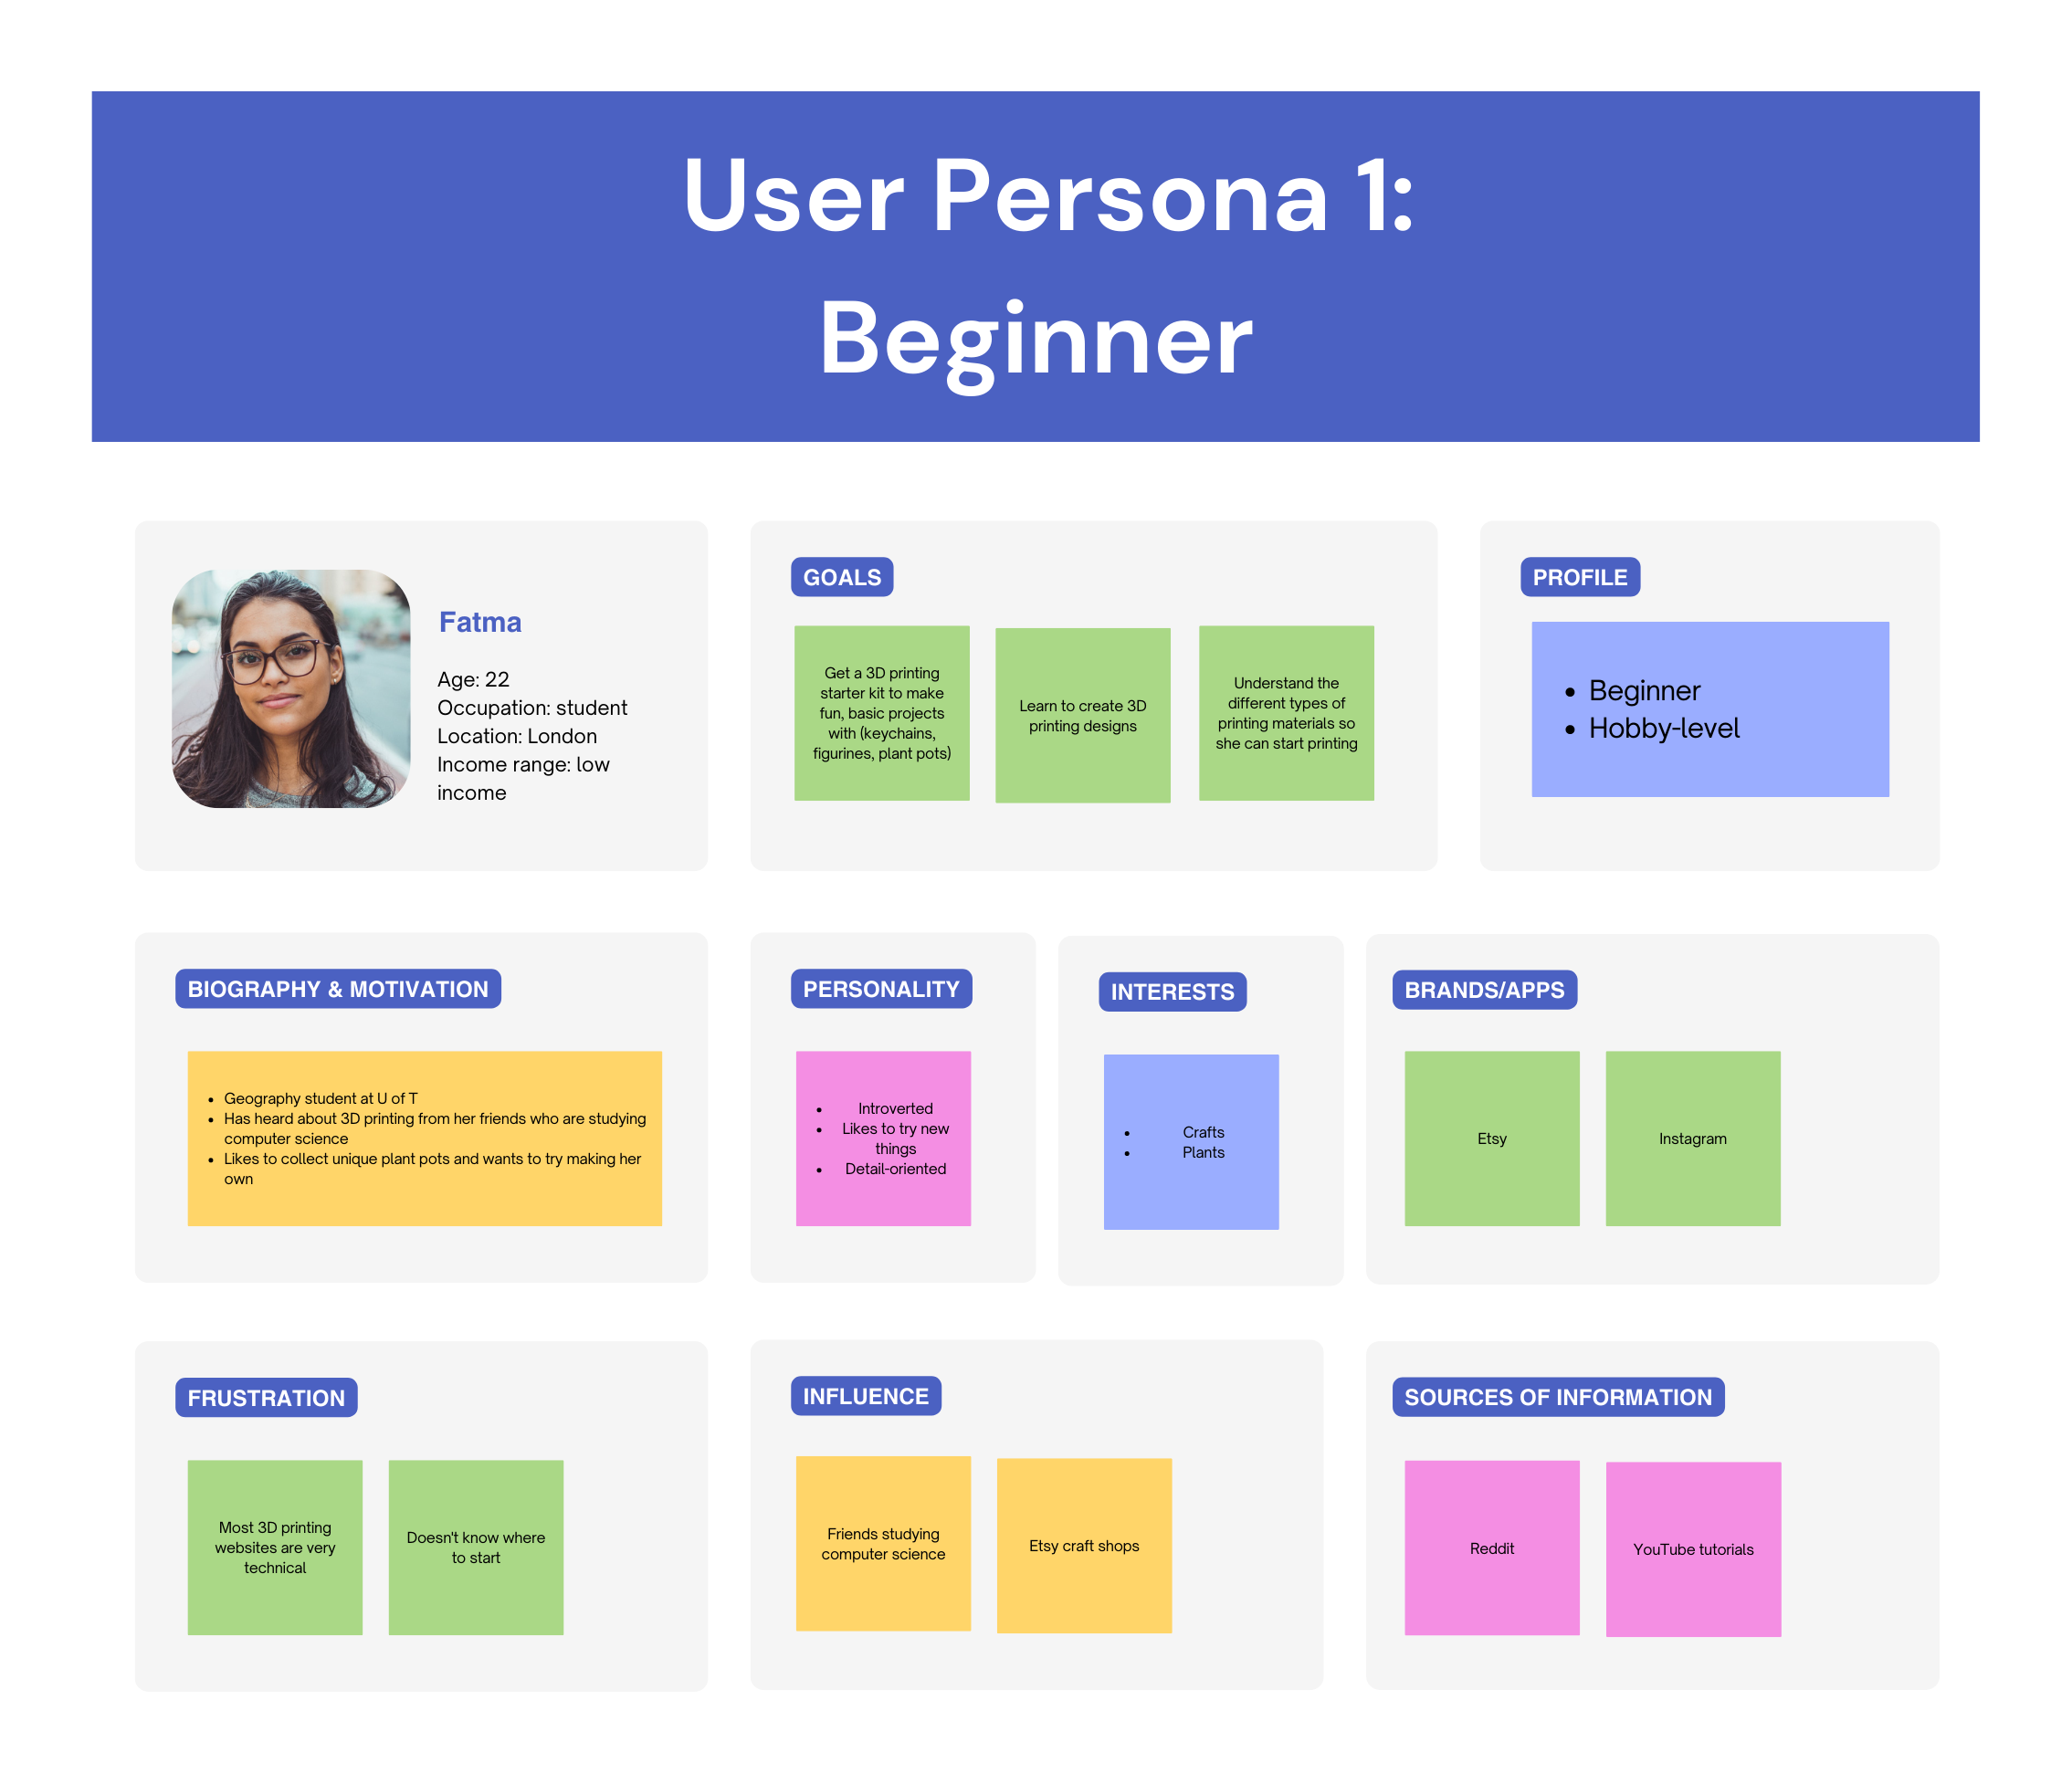 User Persona 1:
Beginner
Fatma
Age: 22
Occupation: student
Location: London
Income range: low
income
GOALS
Get a 3D printing
starter kit to make
fun, basic projects
with (keychains,
figurines, plant pots)
Learn to create 3D
printing designs
Understand the
different types of
printing materials so
she can start printing
PROFILE
• Beginner
• Hobby-level
BIOGRAPHY & MOTIVATION
• Geography student at U of T
• Has heard about 3D printing from her friends who are studying
computer science
• Likes to collect unique plant pots and wants to try making her
own
PERSONALITY
• Introverted
• Likes to try new
things
• Detail-oriented
INTERESTS
• Crafts
• Plants
BRANDS/APPS
Etsy
Instagram
FRUSTRATION
Most 3D printing
websites are very
technical
Doesn't know where
to start
INFLUENCE
Friends studying
computer science
Etsy craft shops
SOURCES OF INFORMATION
Reddit
YouTube tutorials